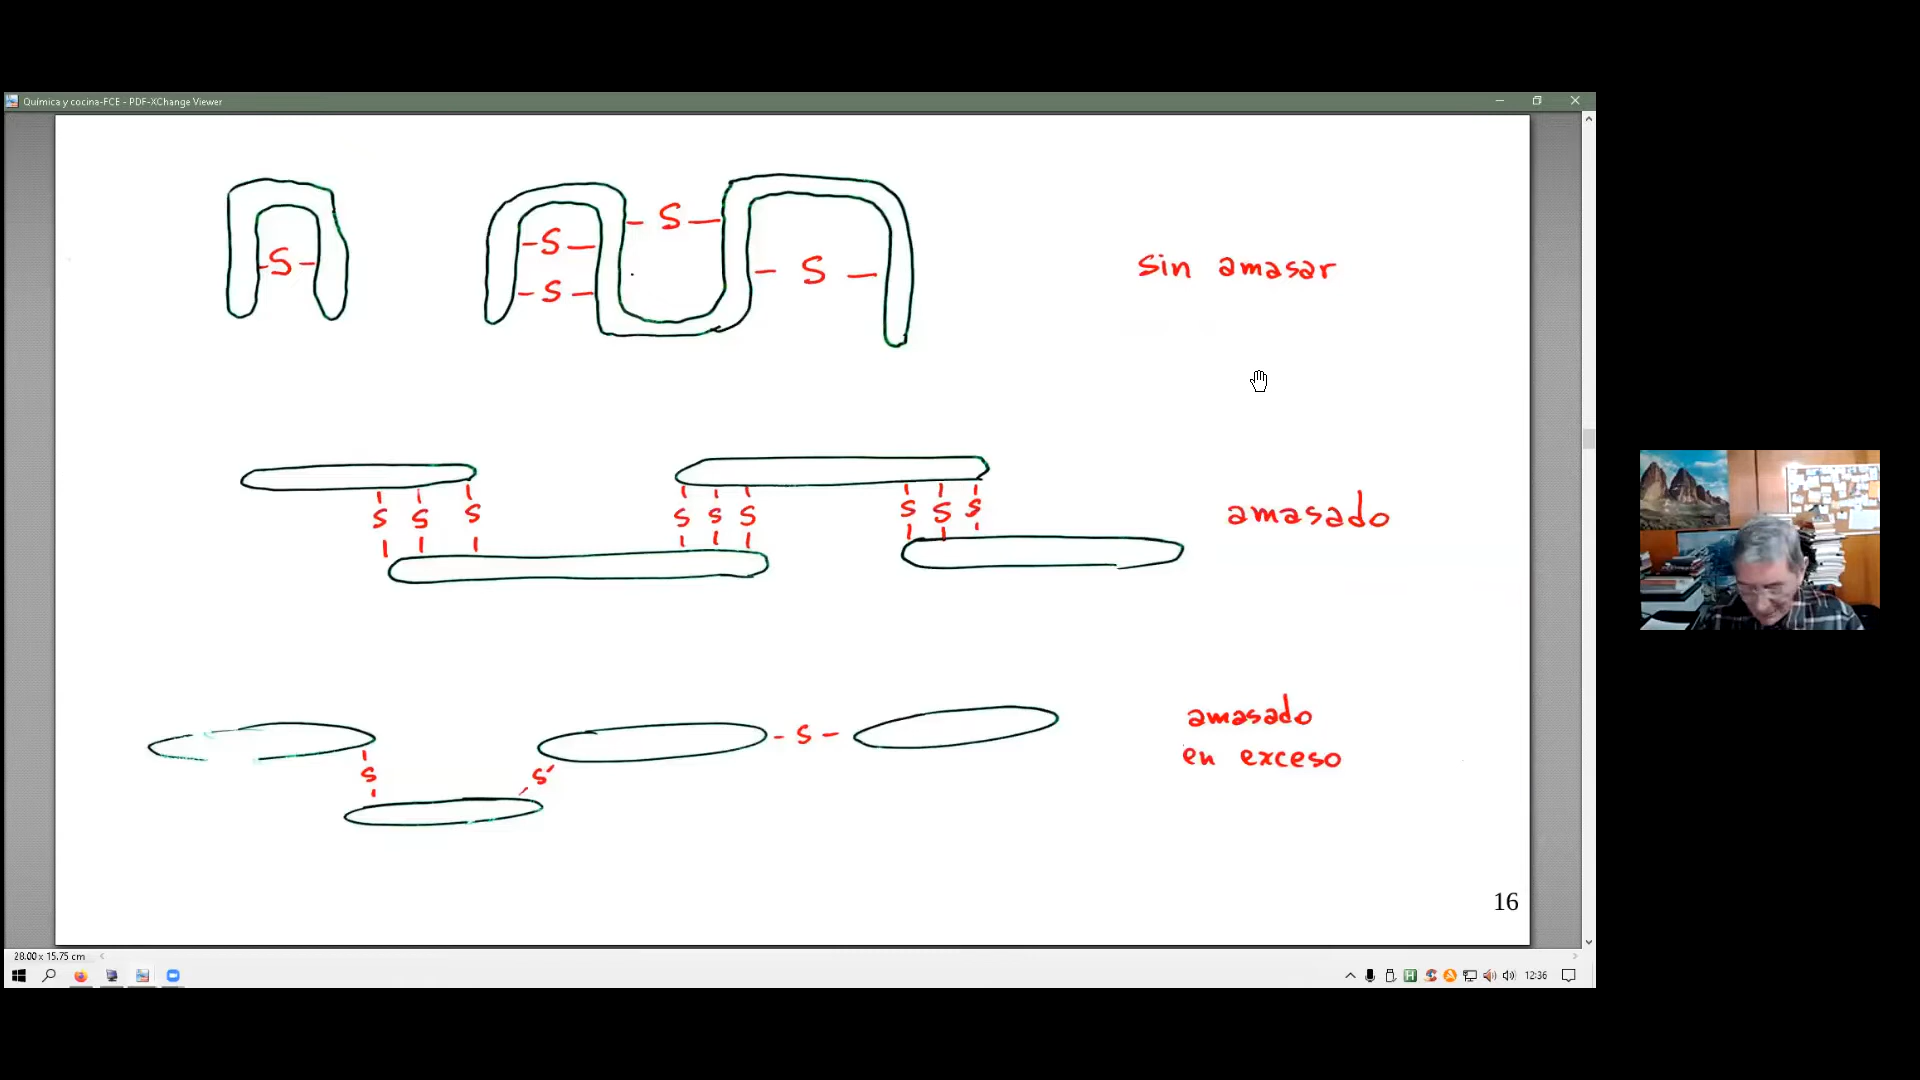 Química y cocina-FCE - PDF-XChange Viewer
-S-
-S- -S- -S-
-S-
sin amasar
S S S S S S S S S
amasado
S S -S-
amasado
en exceso
16
28.00 x 15.75 cm
12:36